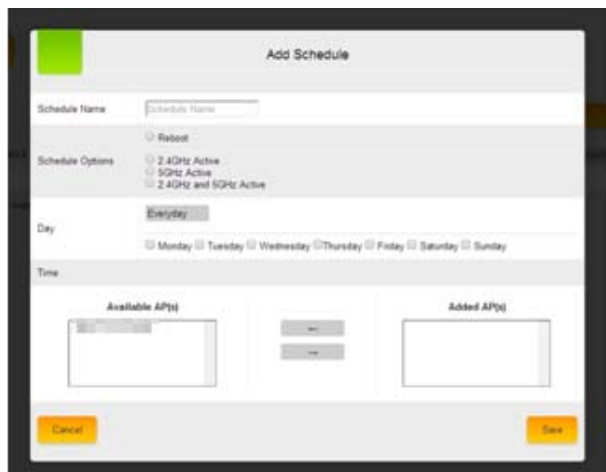 Add Schedule
Schedule Name
Schedule Name
Schedule Options
Reboot
2.4GHz Active
5GHz Active
2.4GHz and 5GHz Active
Day
Everyday
Monday Tuesday Wednesday Thursday Friday Saturday Sunday
Time
Available AP(s) Added AP(s)
←
→
Cancel Save